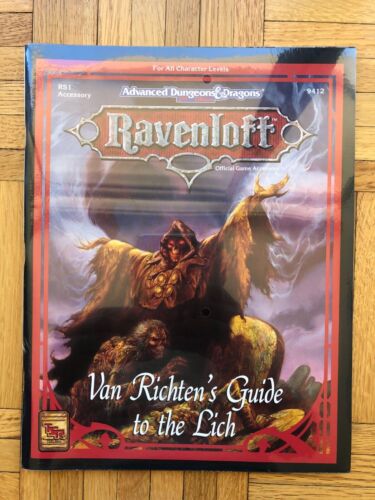 For All Character Levels
RS1
Accessory
Advanced Dungeons & Dragons
9412
Ravenloft™
Official Game Accessory
Van Richten's Guide
to the Lich
TSR